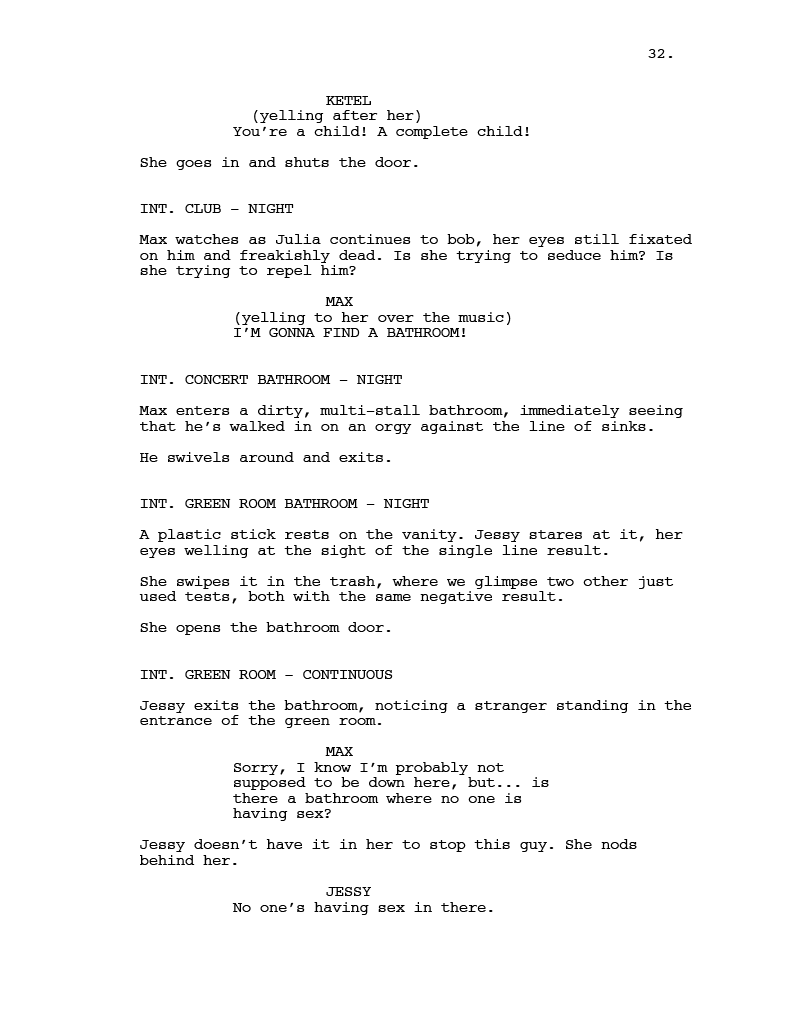 32.
KETEL
(yelling after her)
You're a child! A complete child!
She goes in and shuts the door.
INT. CLUB - NIGHT
Max watches as Julia continues to bob, her eyes still fixated
on him and freakishly dead. Is she trying to seduce him? Is
she trying to repel him?
MAX
(yelling to her over the music)
I'M GONNA FIND A BATHROOM!
INT. CONCERT BATHROOM - NIGHT
Max enters a dirty, multi-stall bathroom, immediately seeing
that he's walked in on an orgy against the line of sinks.
He swivels around and exits.
INT. GREEN ROOM BATHROOM - NIGHT
A plastic stick rests on the vanity. Jessy stares at it, her
eyes welling at the sight of the single line result.
She swipes it in the trash, where we glimpse two other just
used tests, both with the same negative result.
She opens the bathroom door.
INT. GREEN ROOM - CONTINUOUS
Jessy exits the bathroom, noticing a stranger standing in the
entrance of the green room.
MAX
Sorry, I know I'm probably not
supposed to be down here, but... is
there a bathroom where no one is
having sex?
Jessy doesn't have it in her to stop this guy. She nods
behind her.
JESSY
No one's having sex in there.